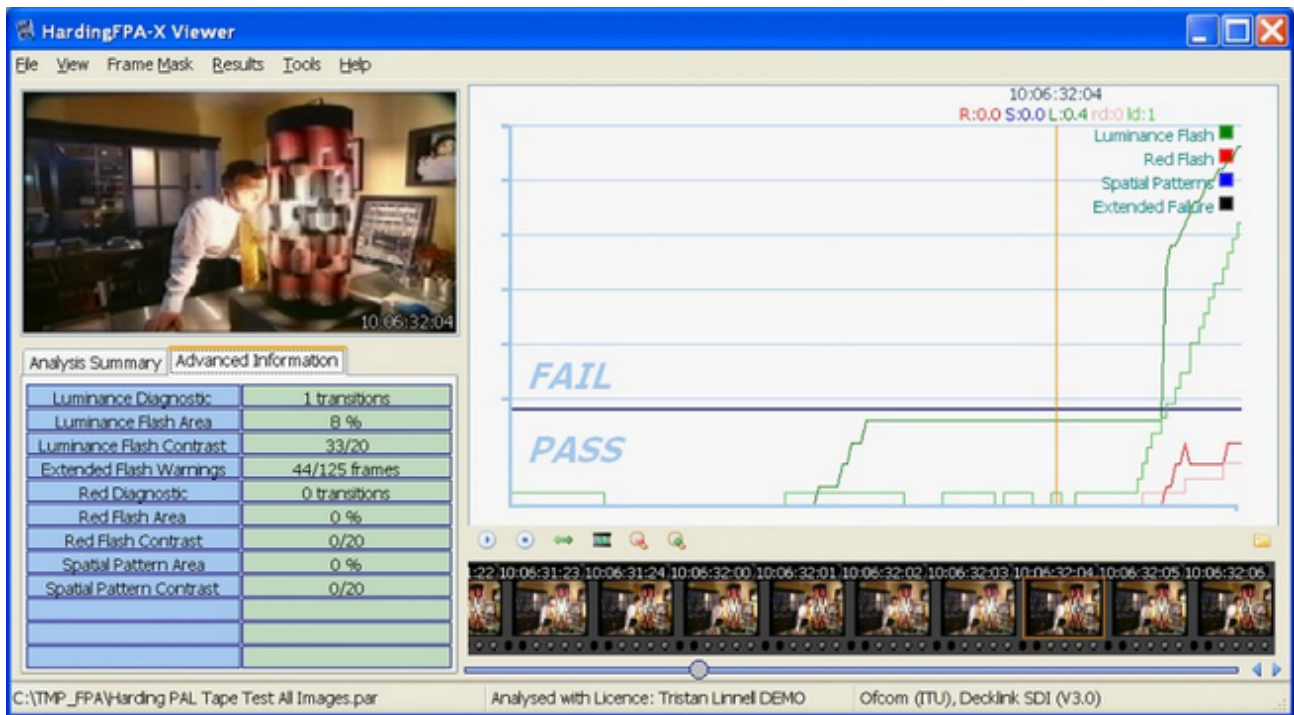 HardingFPA-X Viewer
File View Frame Mask Results Tools Help
10:06:32:04
Analysis Summary Advanced Information
Luminance Diagnostic 1 transitions
Luminance Flash Area 8 %
Luminance Flash Contrast 33/20
Extended Flash Warnings 44/125 frames
Red Diagnostic 0 transitions
Red Flash Area 0 %
Red Flash Contrast 0/20
Spatial Pattern Area 0 %
Spatial Pattern Contrast 0/20
10:06:32:04
R:0.0 S:0.0 L:0.4 rd:0 ld:1
Luminance Flash
Red Flash
Spatial Patterns
Extended Failure
FAIL
PASS
1:22 10:06:31:23 10:06:31:24 10:06:32:00 10:06:32:01 10:06:32:02 10:06:32:03 10:06:32:04 10:06:32:05 10:06:32:06
C:\TMP_FPA\Harding PAL Tape Test All Images.par Analysed with Licence: Tristan Linnell DEMO Ofcom (ITU), Decklink SDI (V3.0)